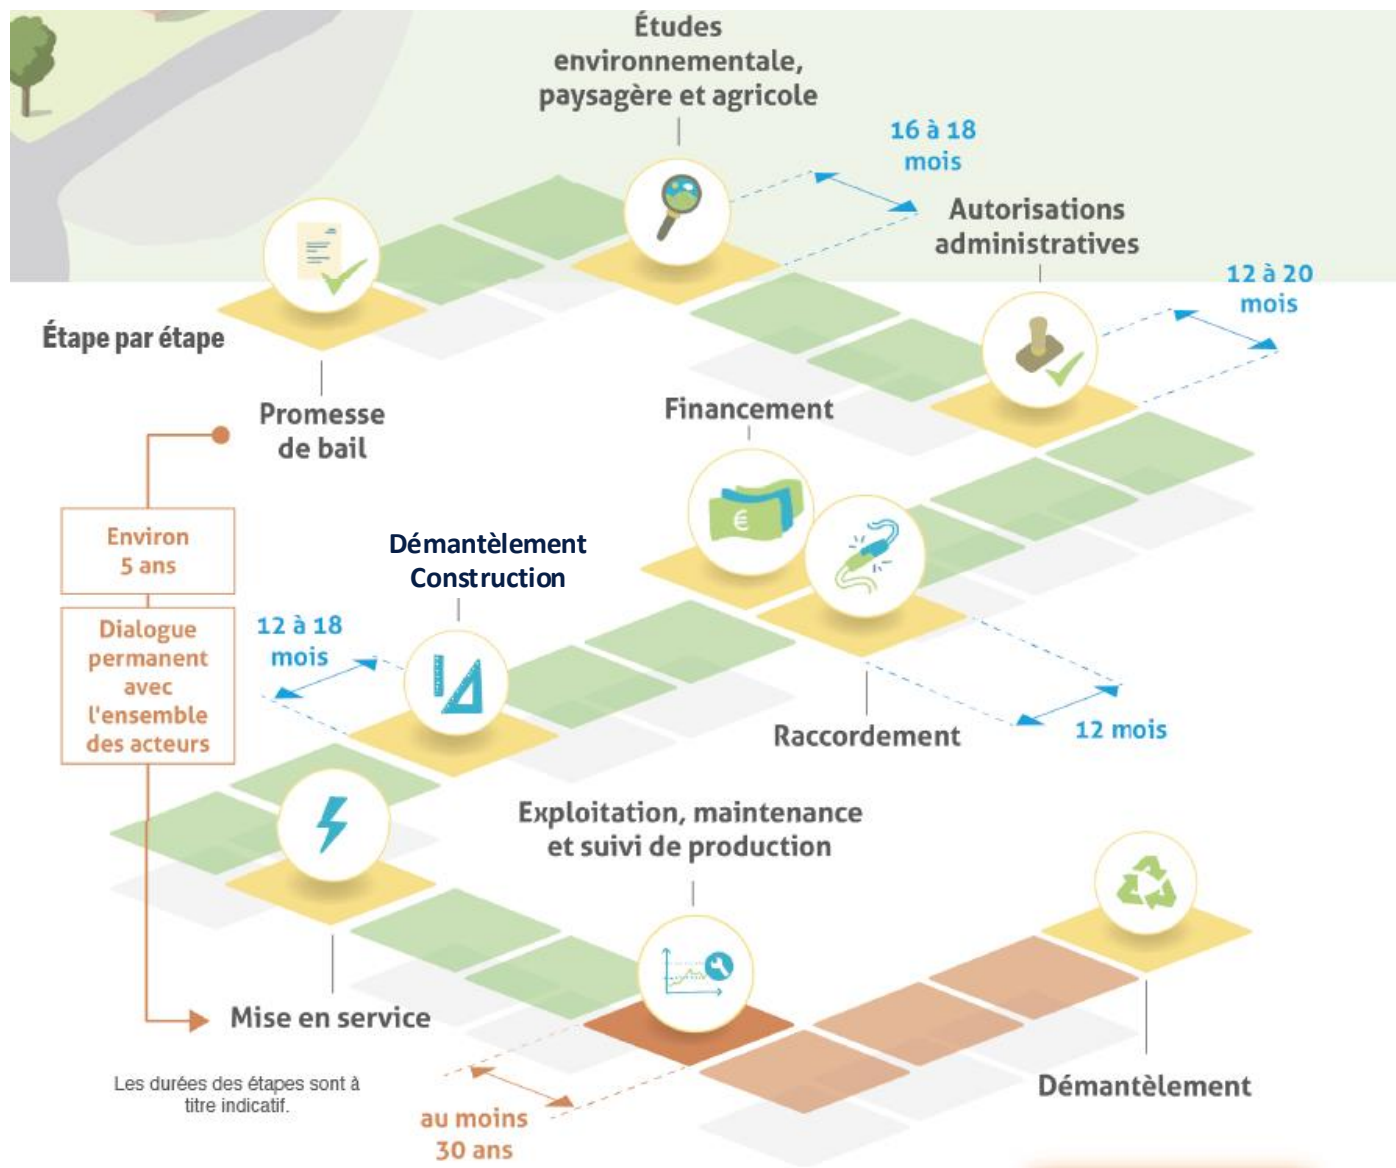 Études
environnementale,
paysagère et agricole
16 à 18
mois
Autorisations
administratives
12 à 20
mois
Étape par étape
Promesse
de bail
Financement
Environ
5 ans
Démantèlement
Construction
Dialogue
permanent
avec
l'ensemble
des acteurs
12 à 18
mois
Raccordement
12 mois
Exploitation, maintenance
et suivi de production
Mise en service
Les durées des étapes sont à
titre indicatif.
au moins
30 ans
Démantèlement
€